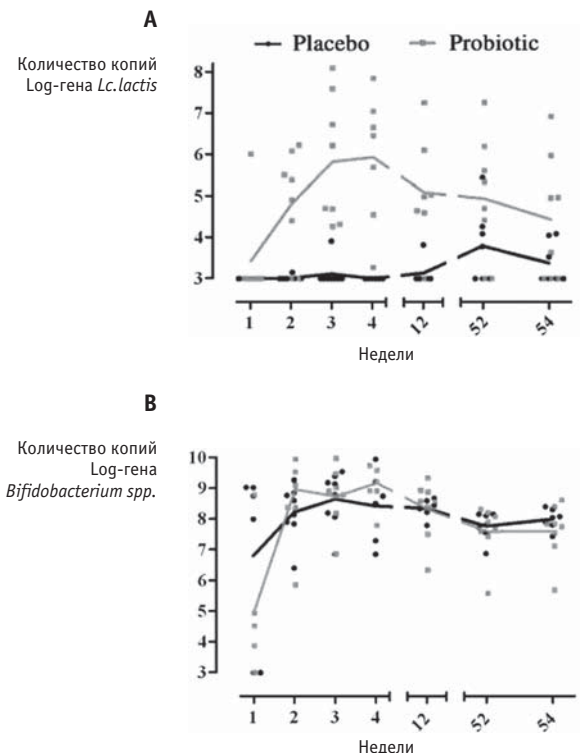 A
Placebo Probiotic
Количество копий
Log-гена Lc.lactis
8
7
6
5
4
3
1 2 3 4 12 52 54
Недели
B
Количество копий
Log-гена
Bifidobacterium spp.
10
9
8
7
6
5
4
3
1 2 3 4 12 52 54
Недели